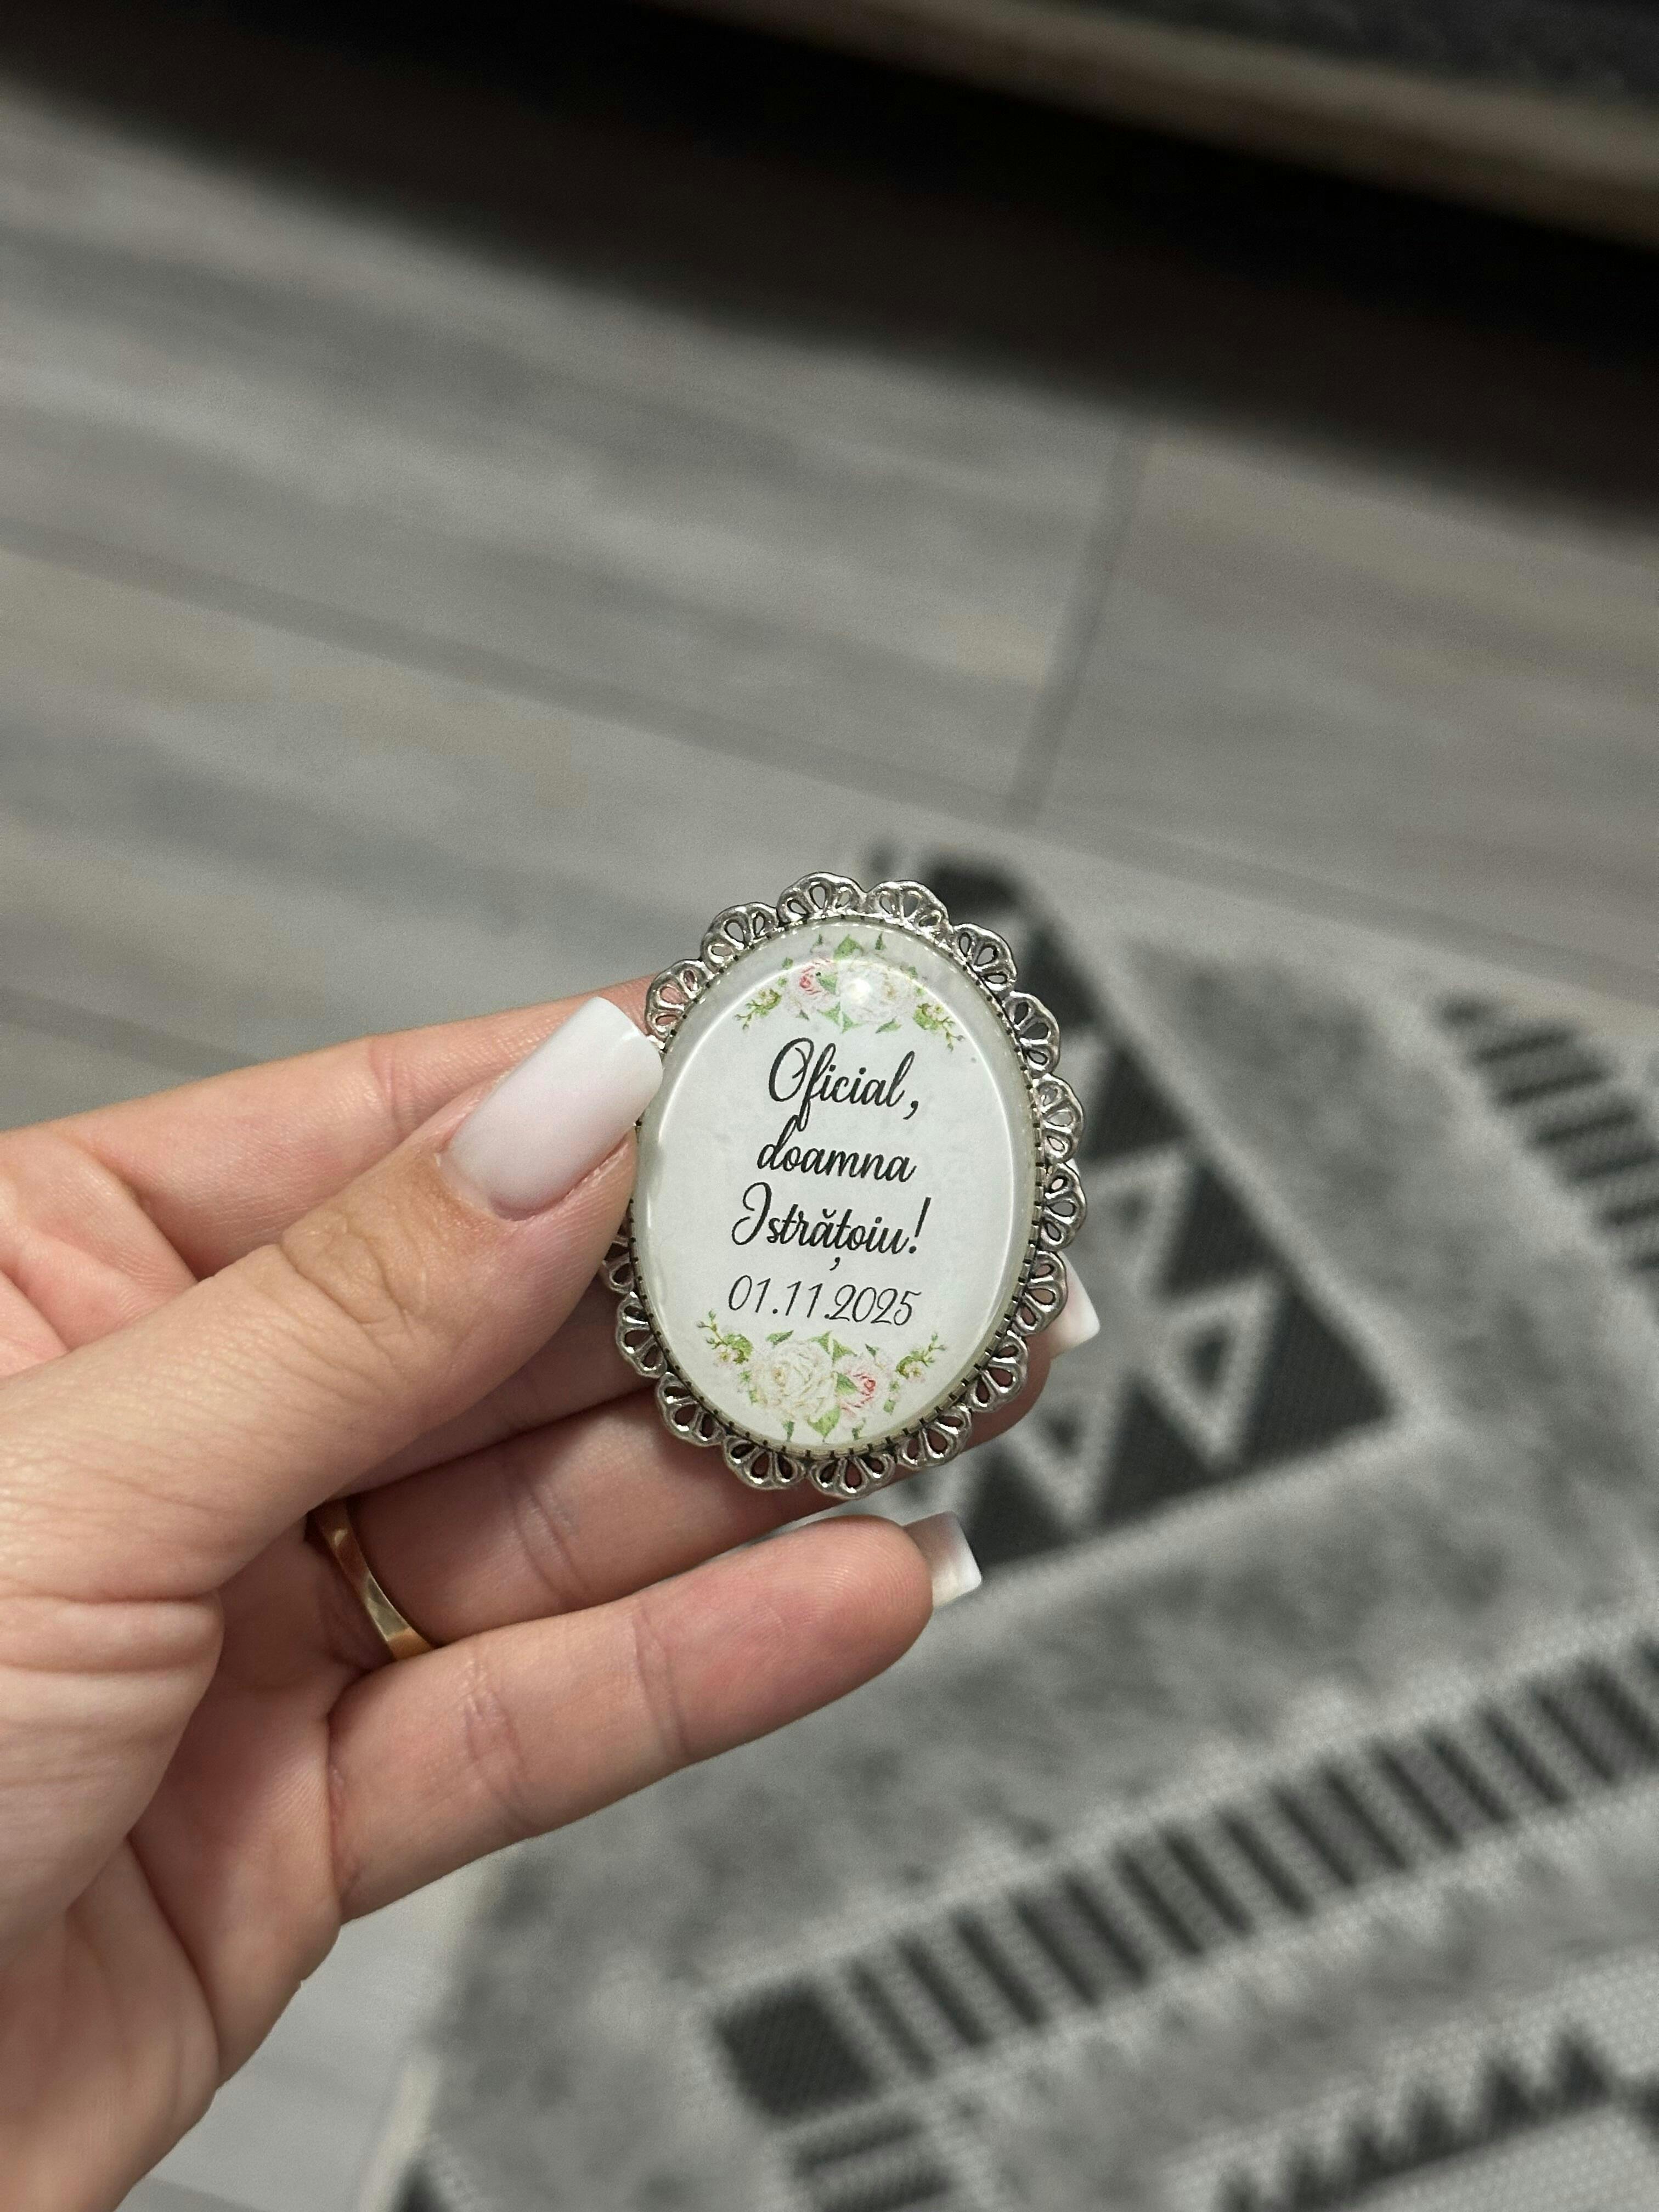 Oficial,
doamna
Istrățoiu!
01.11.2025